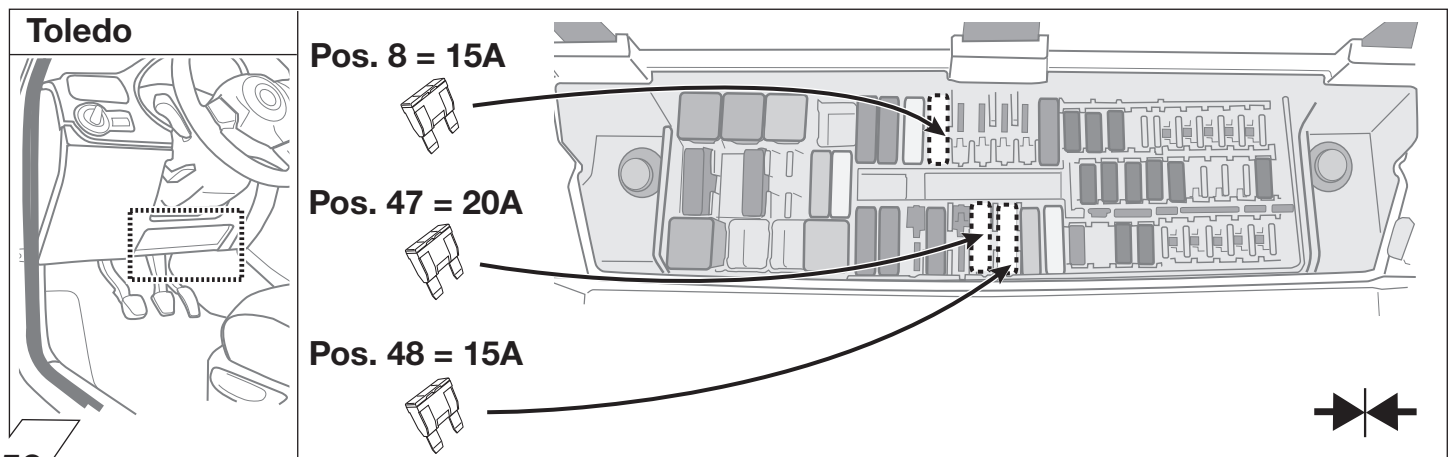 Toledo
Pos. 8 = 15A
Pos. 47 = 20A
Pos. 48 = 15A